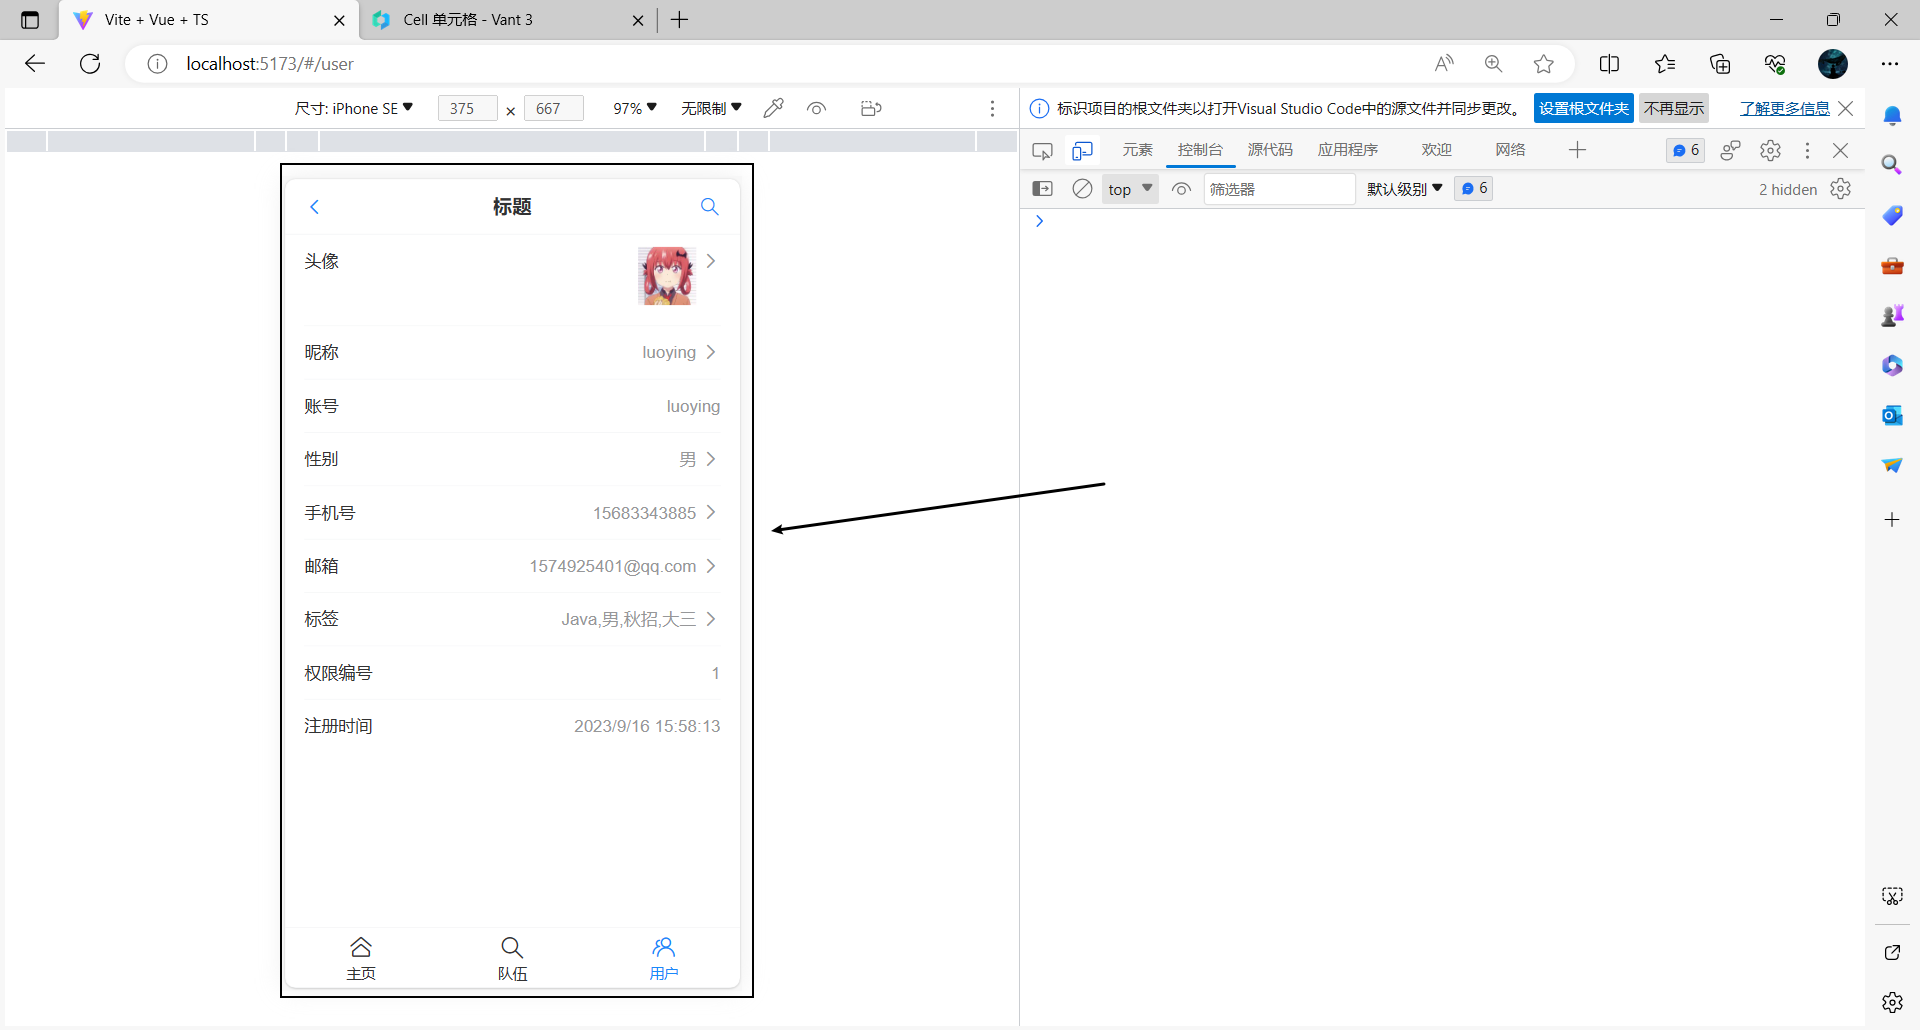 Vite + Vue + TS
Cell 单元格 - Vant 3
localhost:5173/#/user
尺寸: iPhone SE 375 × 667 97% 无限制
标识项目的根文件夹以打开Visual Studio Code中的源文件并同步更改。 设置根文件夹 不再显示 了解更多信息
元素 控制台 源代码 应用程序 欢迎 网络 6
top 筛选器 默认级别 6 2 hidden
标题
头像
昵称 luoying
账号 luoying
性别 男
手机号 15683343885
邮箱 1574925401@qq.com
标签 Java,男,秋招,大三
权限编号 1
注册时间 2023/9/16 15:58:13
主页 队伍 用户